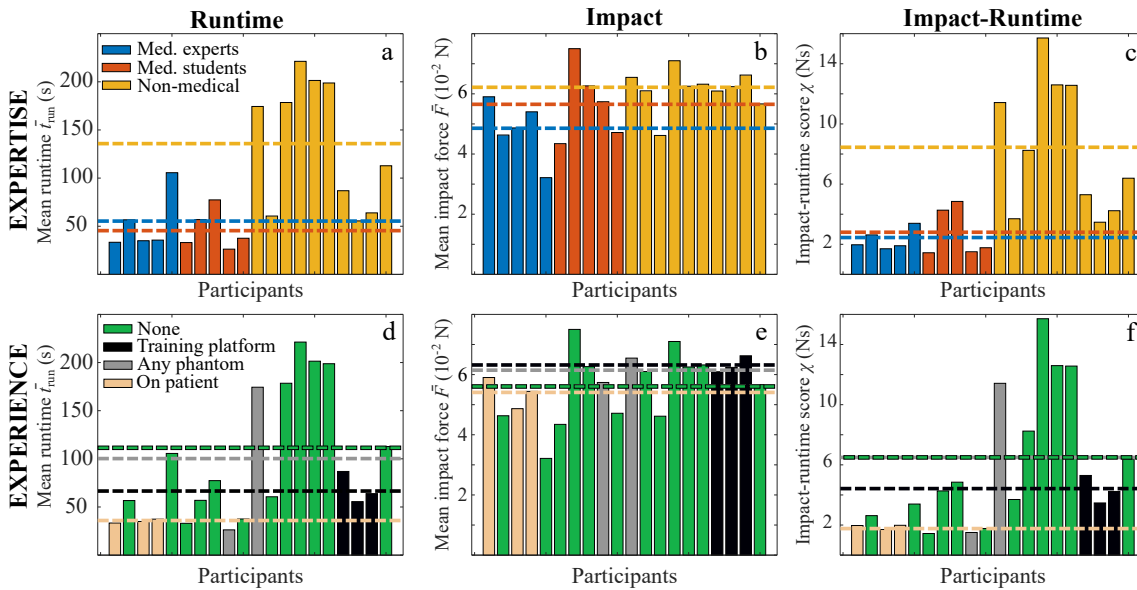 Runtime
Impact
Impact-Runtime
EXPERTISE
Mean runtime t̄run (s)
200
150
100
50
Med. experts
Med. students
Non-medical
a
Participants
Mean impact force F̄ (10-2 N)
6
4
2
b
Participants
Impact-runtime score χ (Ns)
14
10
6
2
c
Participants
EXPERIENCE
Mean runtime t̄run (s)
200
150
100
50
None
Training platform
Any phantom
On patient
d
Participants
Mean impact force F̄ (10-2 N)
6
4
2
e
Participants
Impact-runtime score χ (Ns)
14
10
6
2
f
Participants